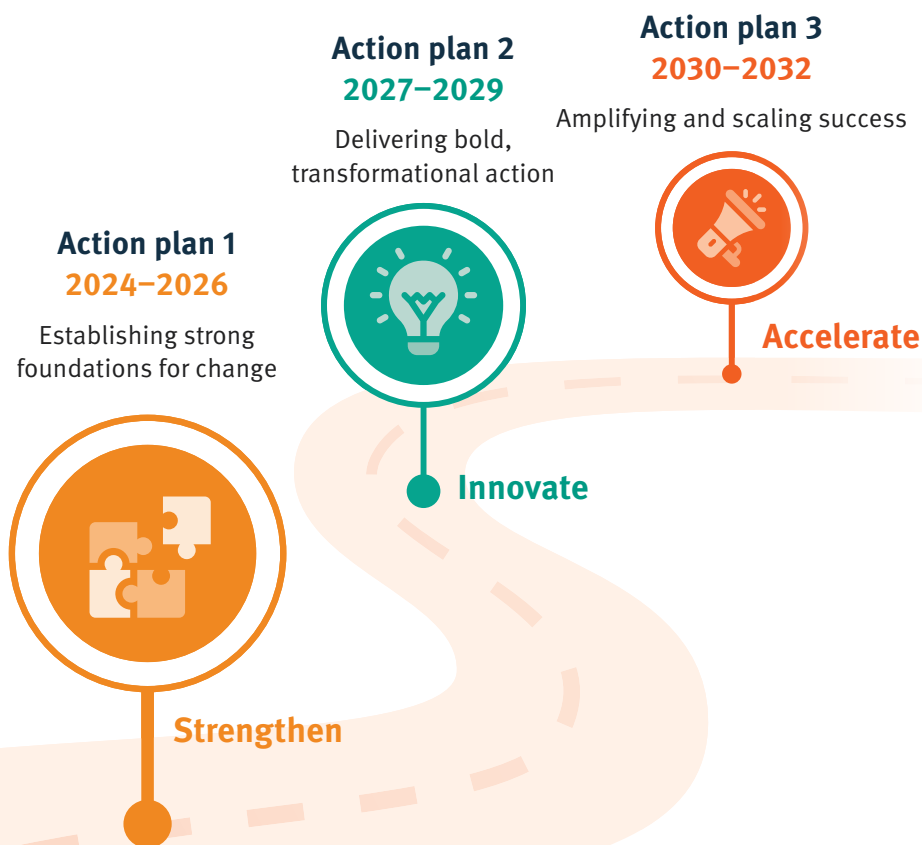 Action plan 1
2024–2026
Establishing strong
foundations for change
Strengthen
Action plan 2
2027–2029
Delivering bold,
transformational action
Innovate
Action plan 3
2030–2032
Amplifying and scaling success
Accelerate